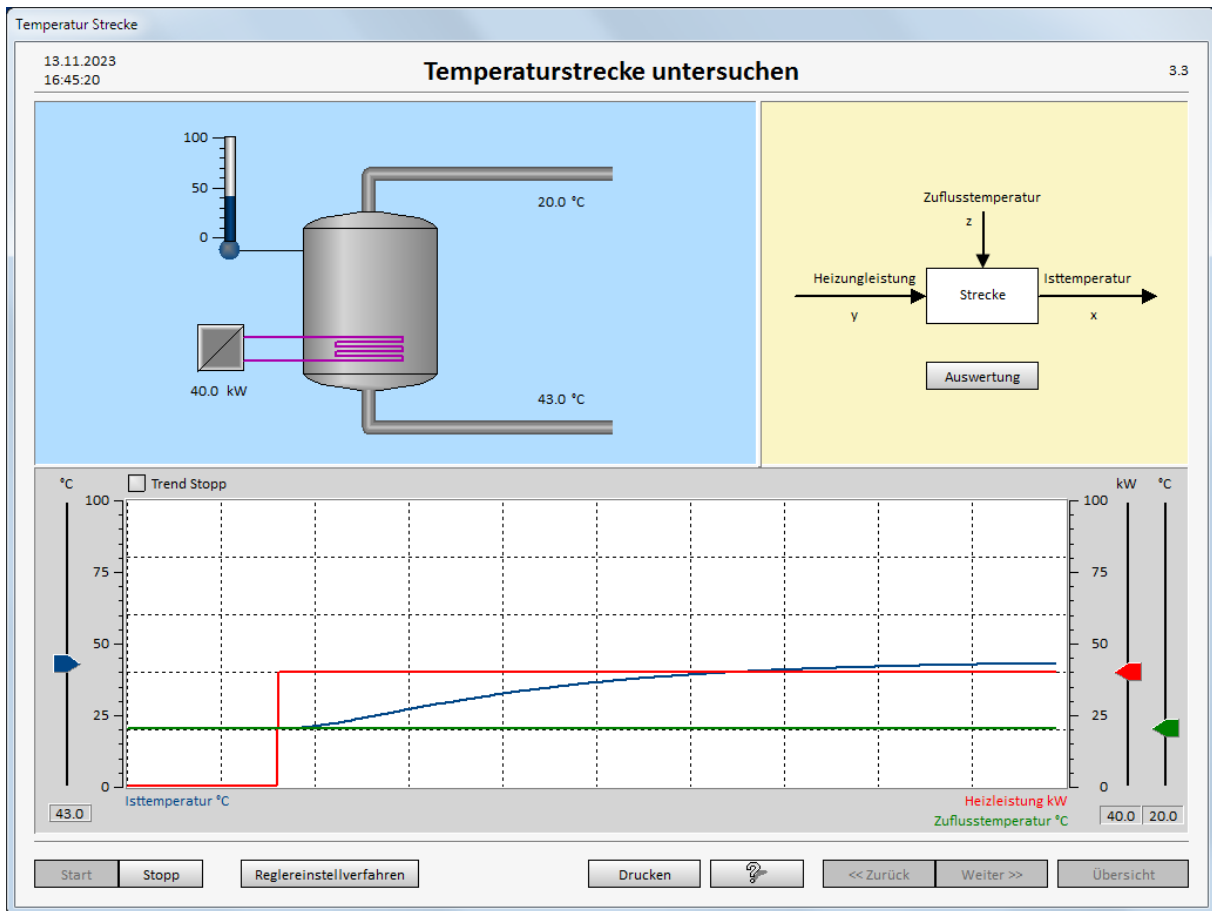 Temperatur Strecke
13.11.2023
16:45:20
Temperaturstrecke untersuchen
3.3
100
50
0
20.0 °C
40.0 kW
43.0 °C
Zuflusstemperatur
z
Heizungleistung
Strecke
Isttemperatur
y
x
Auswertung
°C
Trend Stopp
kW
°C
100
100
75
75
50
50
25
25
0
0
Isttemperatur °C
Heizleistung kW
43.0
Zuflusstemperatur °C
40.0
20.0
Start
Stopp
Reglereinstellverfahren
Drucken
?
<< Zurück
Weiter >>
Übersicht